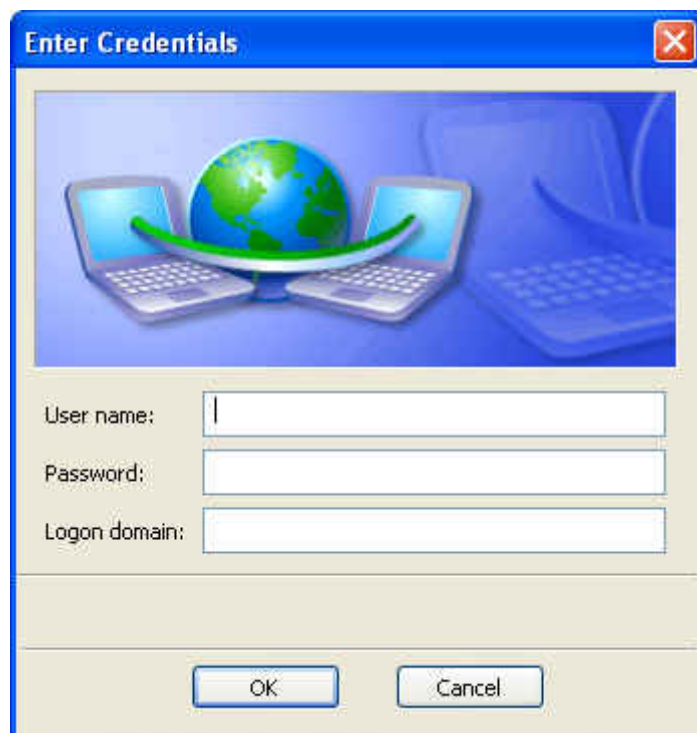 Enter Credentials
User name:
Password:
Logon domain:
OK
Cancel